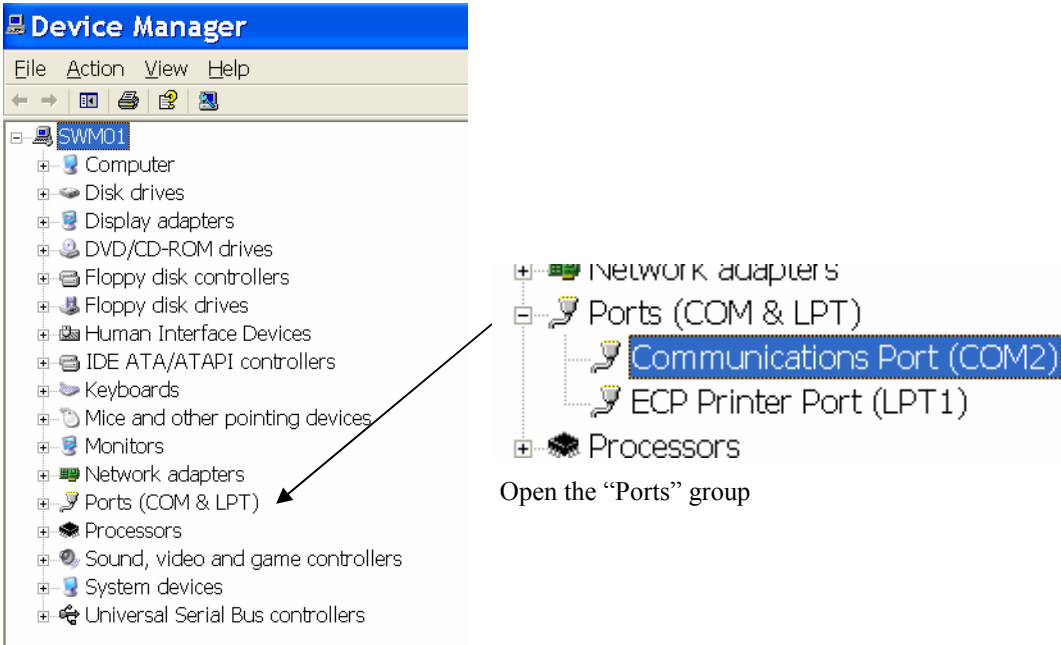 Device Manager
File Action View Help
SWM01
Computer
Disk drives
Display adapters
DVD/CD-ROM drives
Floppy disk controllers
Floppy disk drives
Human Interface Devices
IDE ATA/ATAPI controllers
Keyboards
Mice and other pointing devices
Monitors
Network adapters
Ports (COM & LPT)
Processors
Sound, video and game controllers
System devices
Universal Serial Bus controllers
Network adapters
Ports (COM & LPT)
Communications Port (COM2)
ECP Printer Port (LPT1)
Processors
Open the “Ports” group